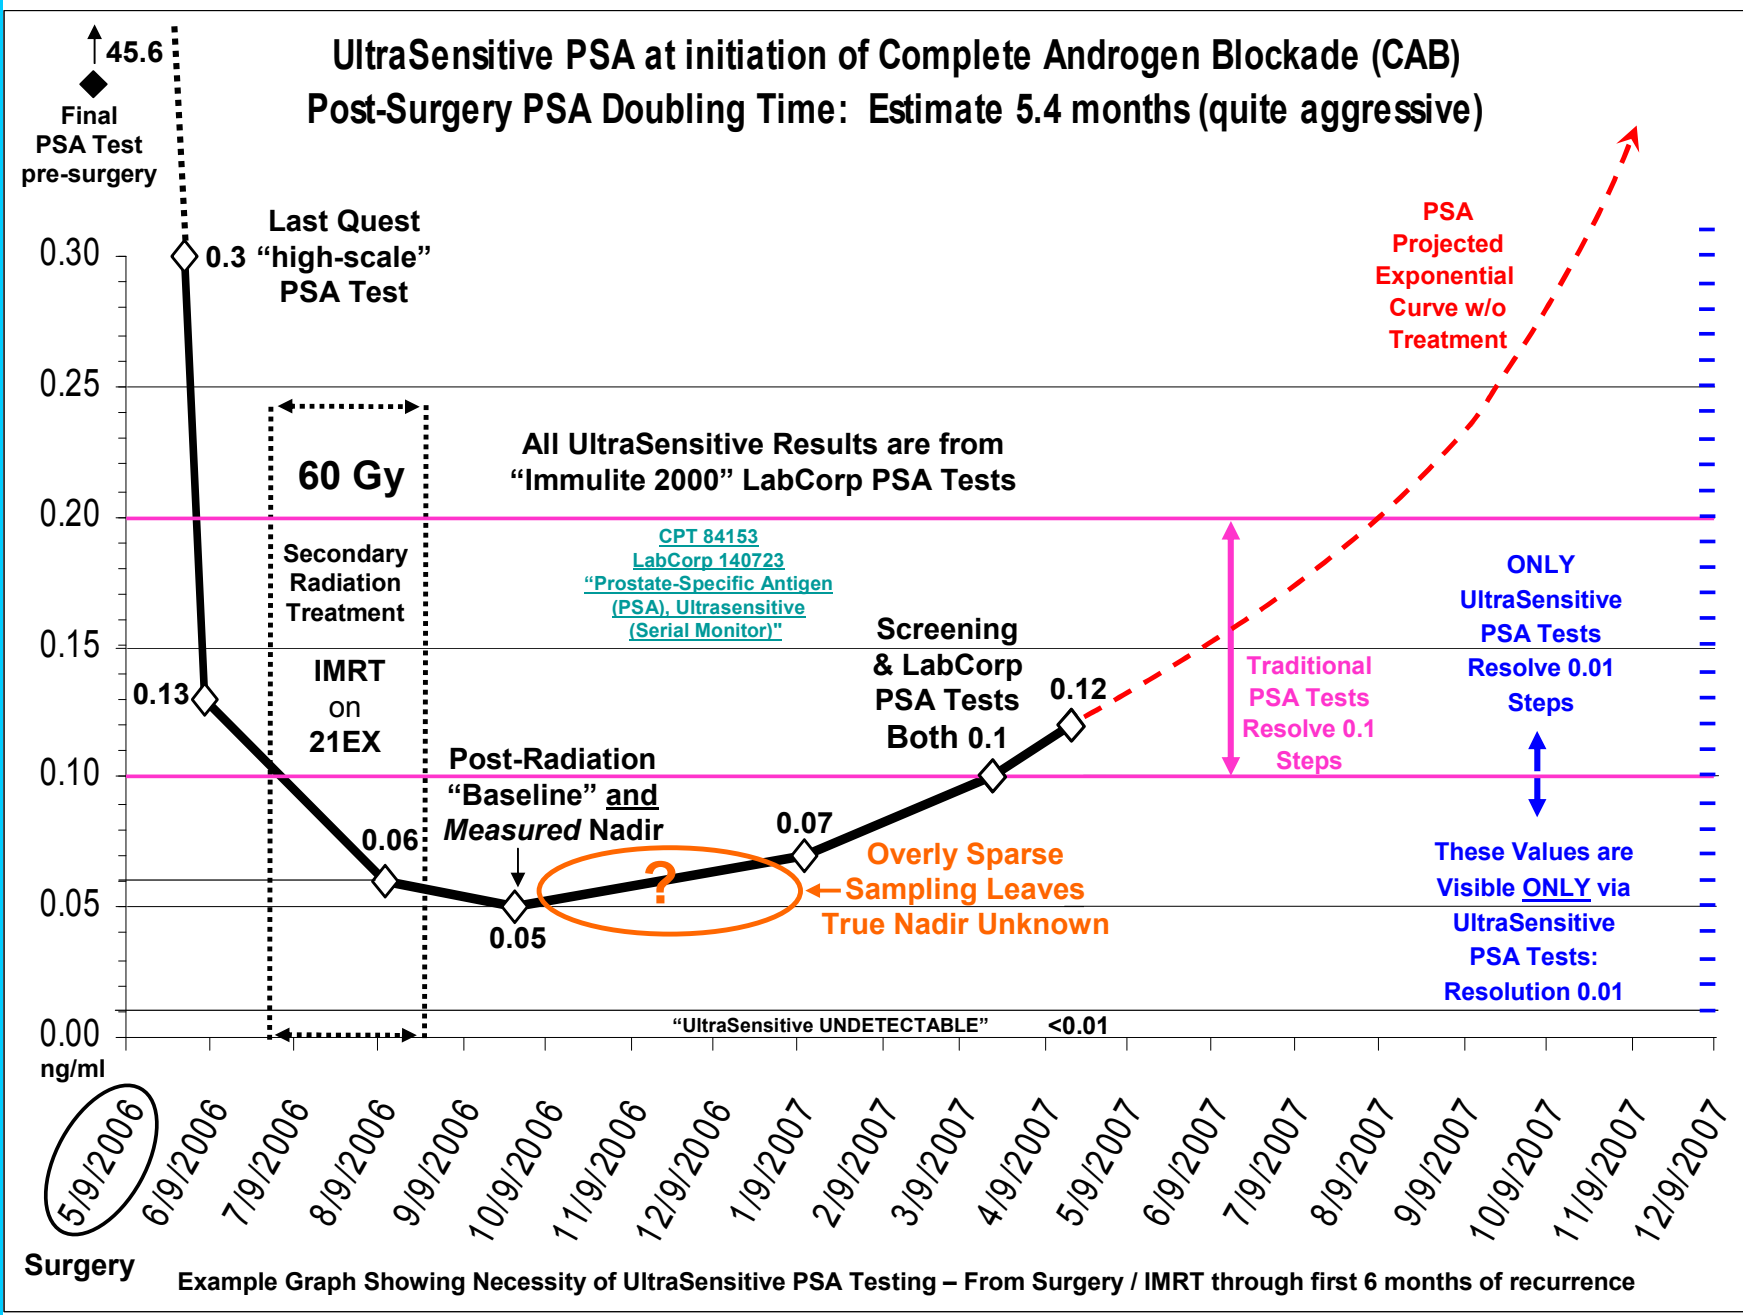 45.6
Final
PSA Test
pre-surgery
UltraSensitive PSA at initiation of Complete Androgen Blockade (CAB)
Post-Surgery PSA Doubling Time: Estimate 5.4 months (quite aggressive)
Last Quest
0.3 “high-scale”
PSA Test
PSA
Projected
Exponential
Curve w/o
Treatment
0.30
0.25
0.20
0.15
0.10
0.05
0.00
ng/ml
60 Gy
Secondary
Radiation
Treatment
IMRT
on
21EX
All UltraSensitive Results are from
“Immulite 2000” LabCorp PSA Tests
CPT 84153
LabCorp 140723
“Prostate-Specific Antigen
(PSA), Ultrasensitive
(Serial Monitor)"
0.13
0.06
Post-Radiation
“Baseline” and
Measured Nadir
0.05
?
0.07
Screening
& LabCorp
PSA Tests
Both 0.1
0.12
Overly Sparse
Sampling Leaves
True Nadir Unknown
Traditional
PSA Tests
Resolve 0.1
Steps
ONLY
UltraSensitive
PSA Tests
Resolve 0.01
Steps
These Values are
Visible ONLY via
UltraSensitive
PSA Tests:
Resolution 0.01
“UltraSensitive UNDETECTABLE” <0.01
5/9/2006
6/9/2006
7/9/2006
8/9/2006
9/9/2006
10/9/2006
11/9/2006
12/9/2006
1/9/2007
2/9/2007
3/9/2007
4/9/2007
5/9/2007
6/9/2007
7/9/2007
8/9/2007
9/9/2007
10/9/2007
11/9/2007
12/9/2007
Surgery
Example Graph Showing Necessity of UltraSensitive PSA Testing – From Surgery / IMRT through first 6 months of recurrence